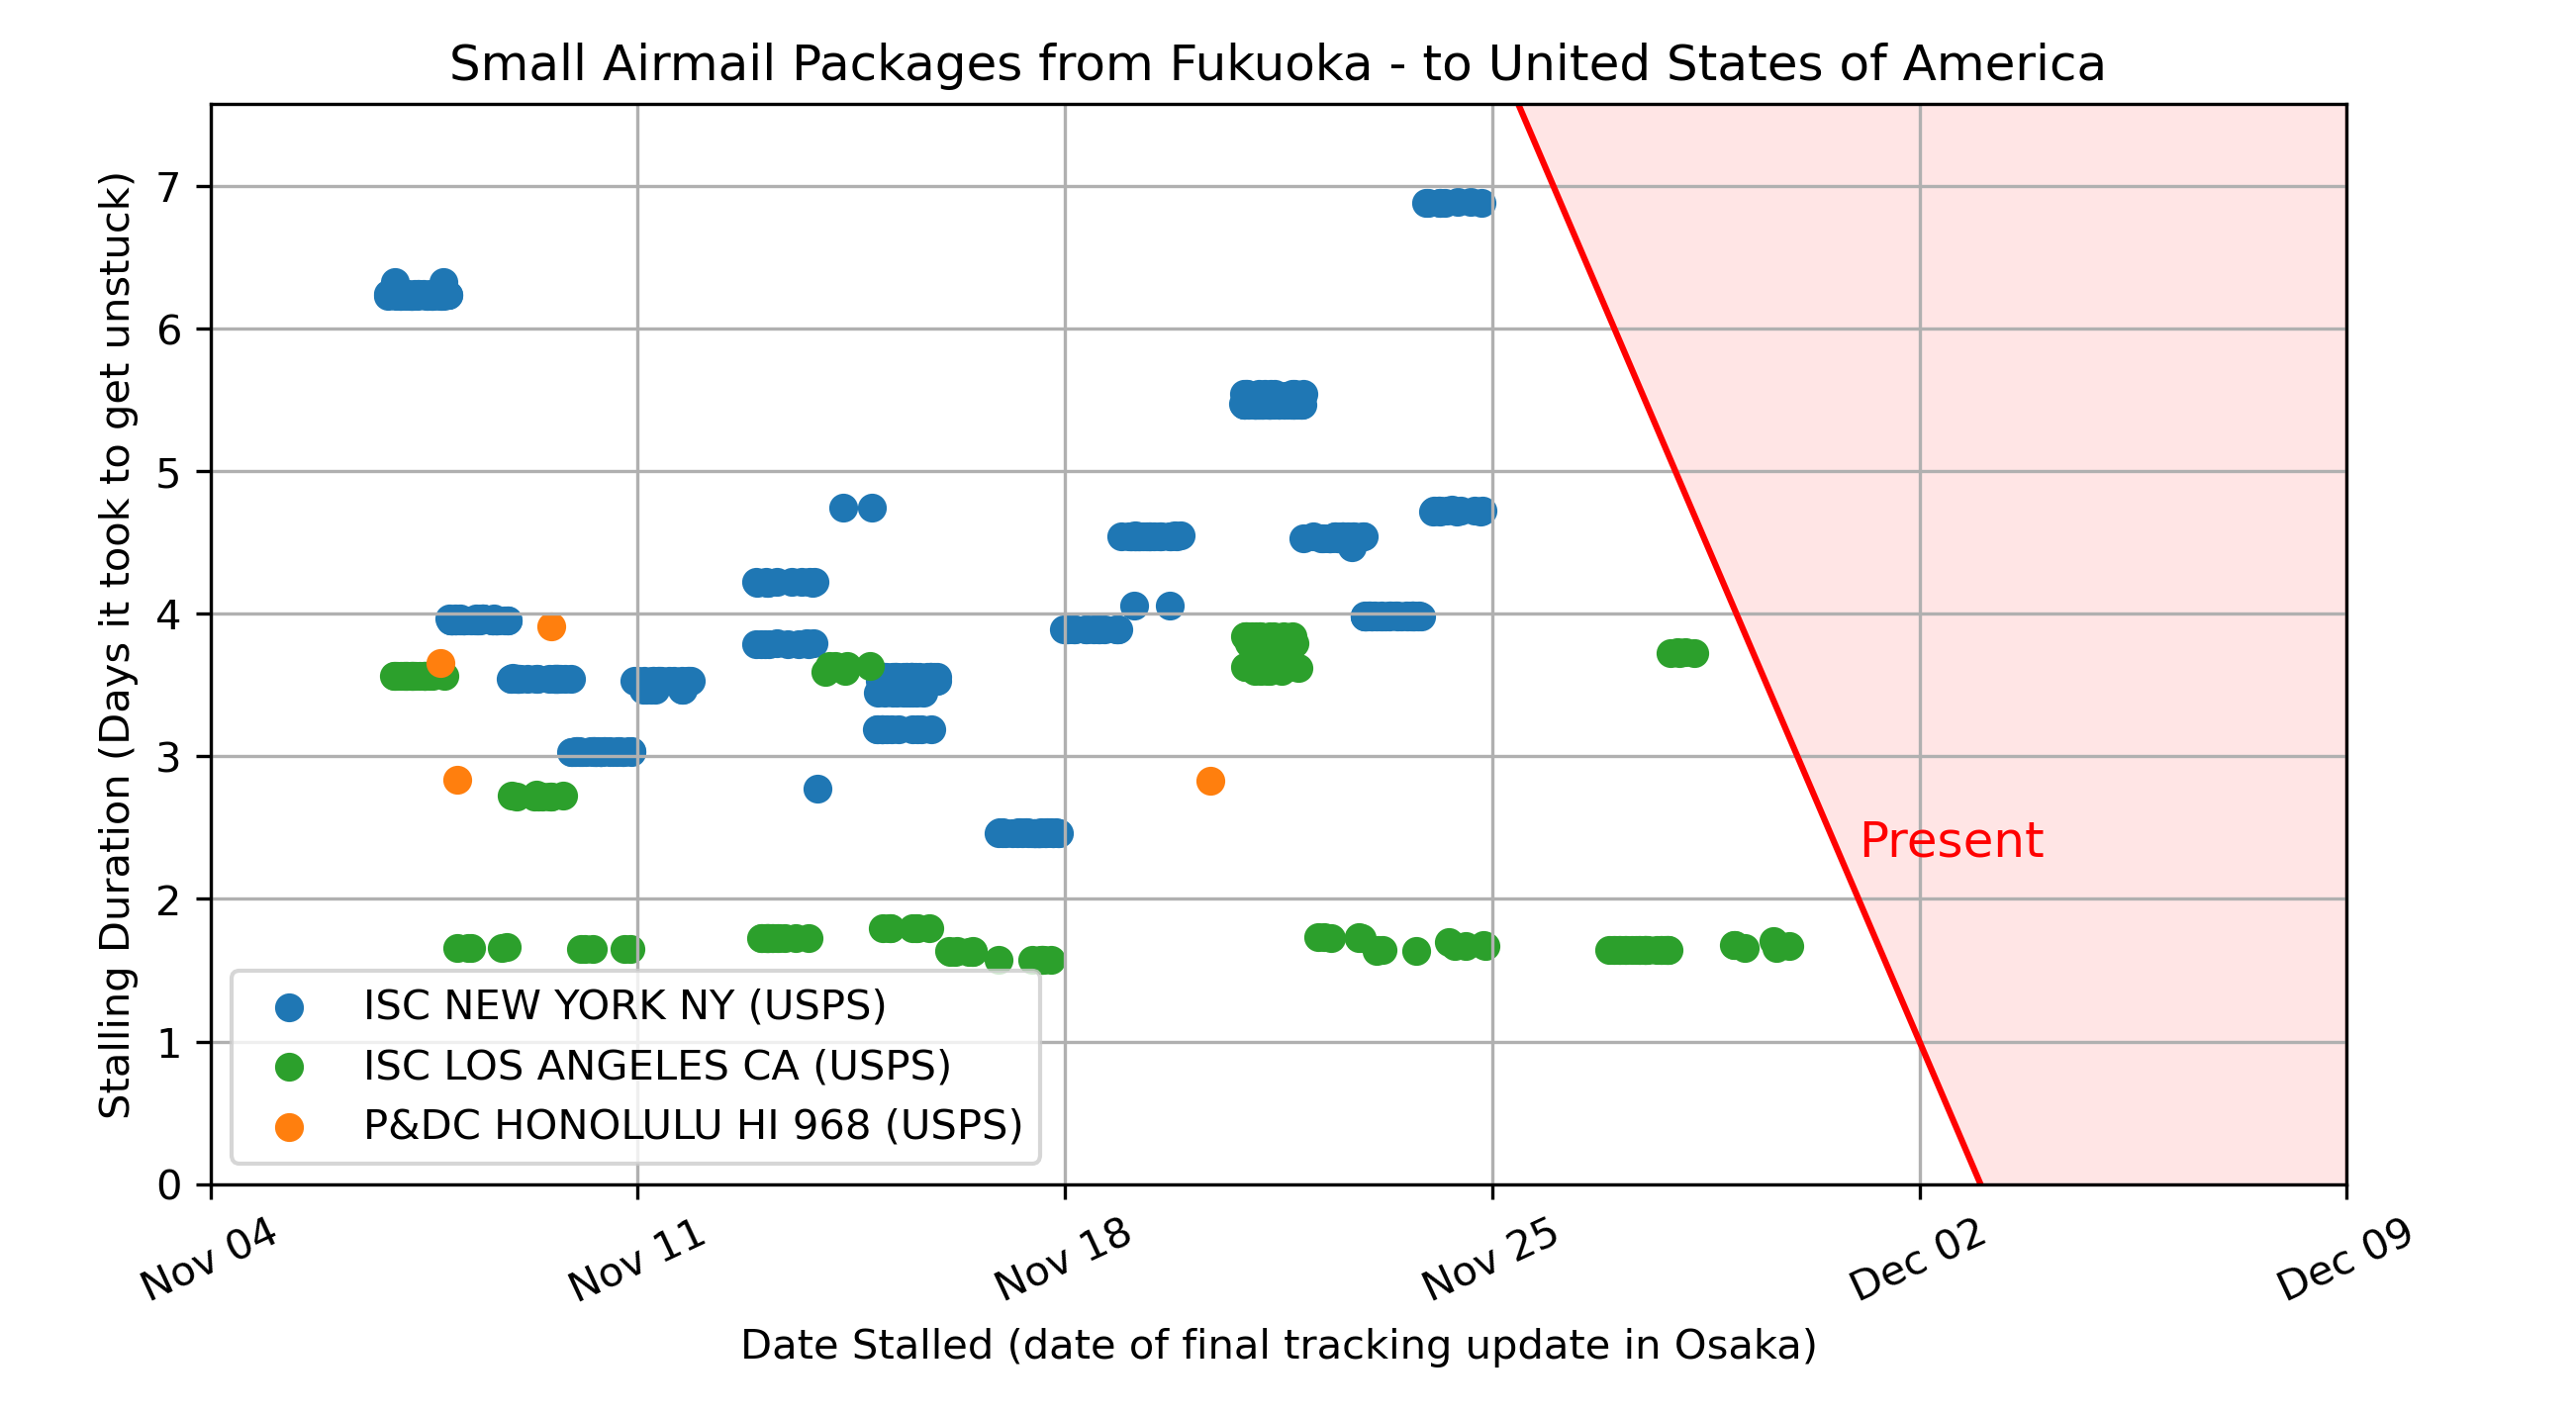 Small Airmail Packages from Fukuoka - to United States of America
Stalling Duration (Days it took to get unstuck)
7
6
5
4
3
2
1
0
Present
ISC NEW YORK NY (USPS)
ISC LOS ANGELES CA (USPS)
P&DC HONOLULU HI 968 (USPS)
Nov 04
Nov 11
Nov 18
Nov 25
Dec 02
Dec 09
Date Stalled (date of final tracking update in Osaka)